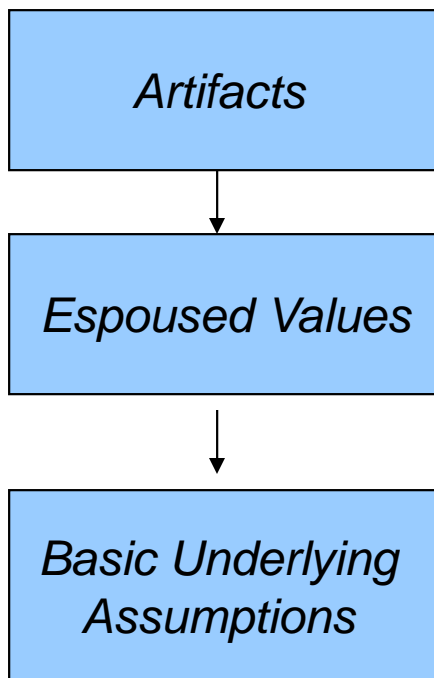 Artifacts
Espoused Values
Basic Underlying
Assumptions